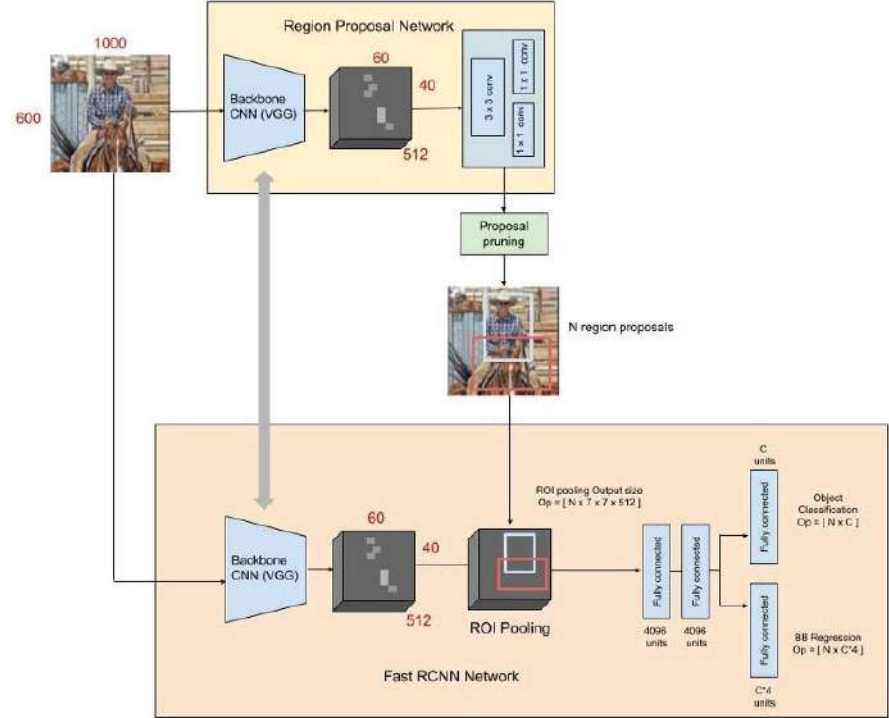 Region Proposal Network
1000
600
Backbone
CNN (VGG)
60
40
512
3 x 3 conv
1 x 1 conv
1 x 1 conv
Proposal
pruning
N region proposals
Backbone
CNN (VGG)
60
40
512
ROI Pooling
ROI pooling Output size
Op = [ N x 7 x 7 x 512 ]
Fully connected
4096
units
Fully connected
4096
units
C
units
Fully connected
Object
Classification
Op = [ N x C ]
Fully connected
C*4
units
BB Regression
Op = [ N x C*4 ]
Fast RCNN Network